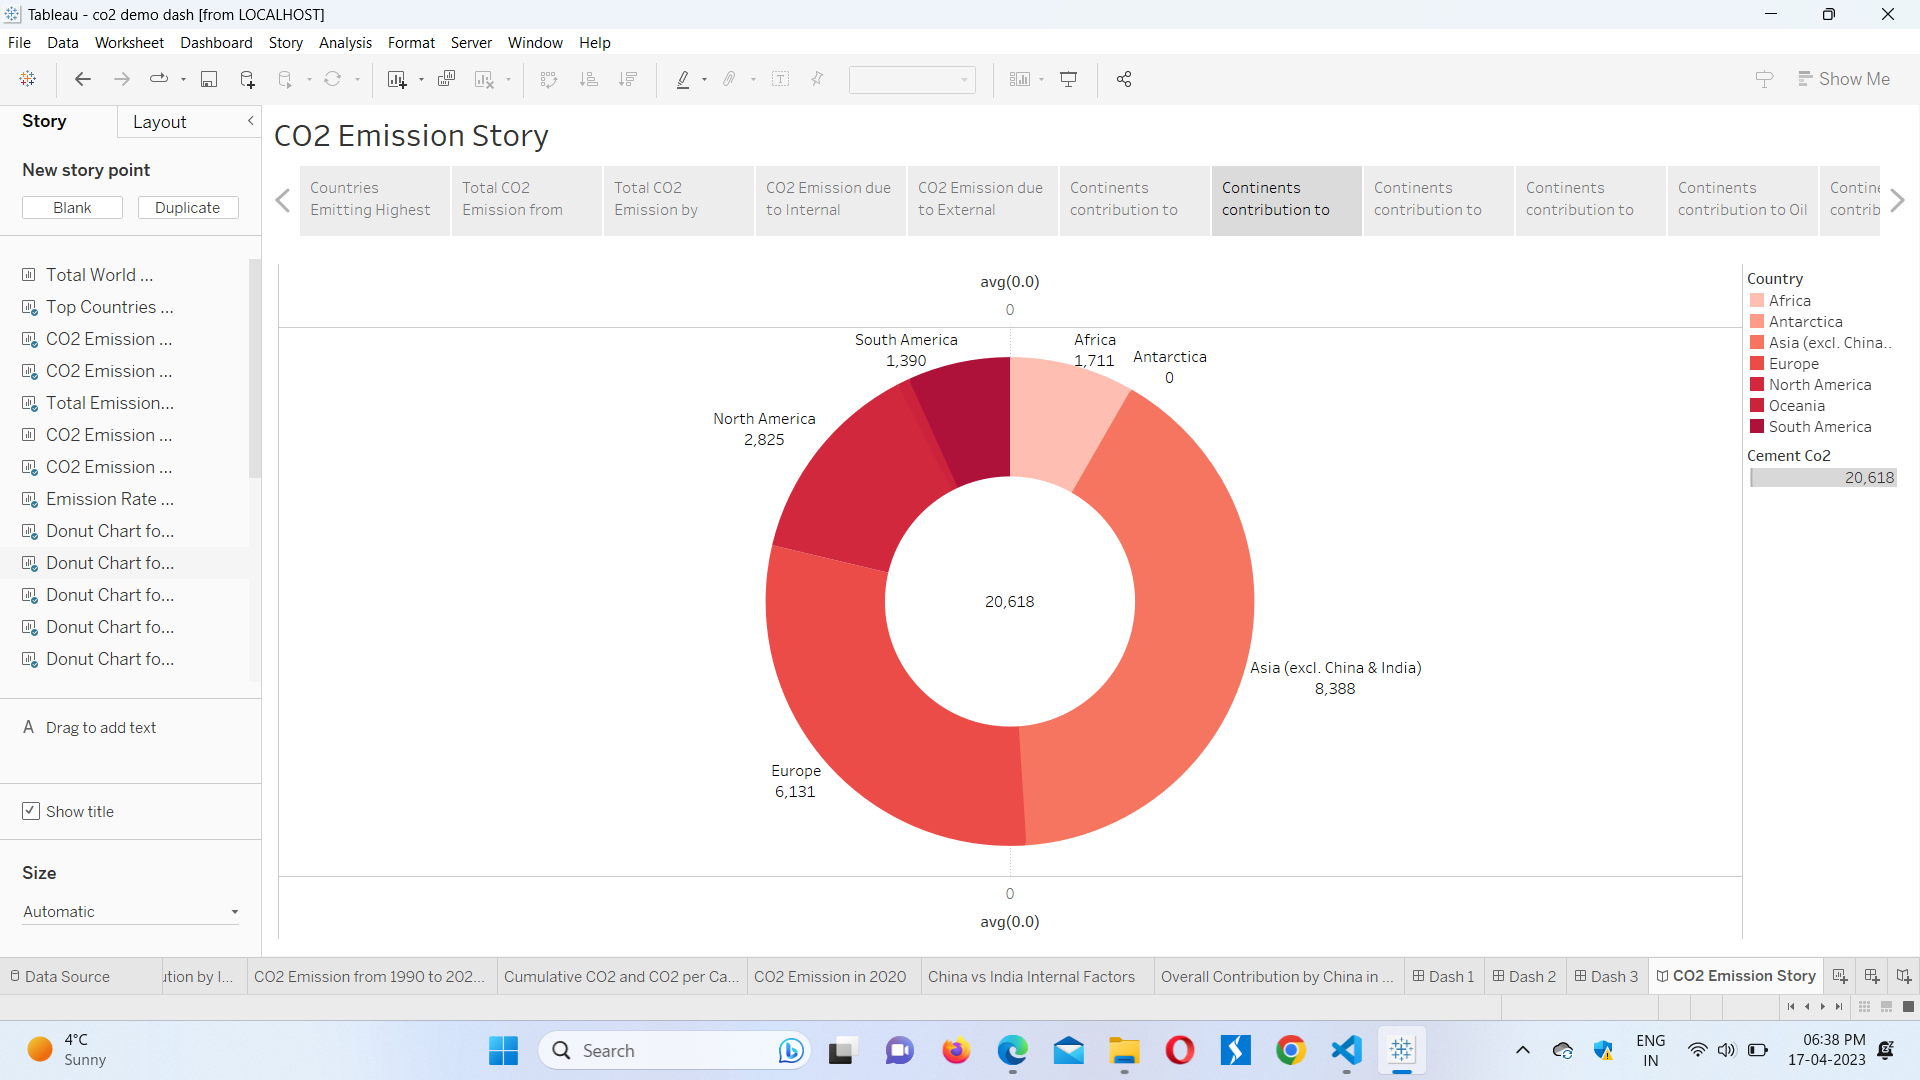 Tableau - co2 demo dash [from LOCALHOST]
File Data Worksheet Dashboard Story Analysis Format Server Window Help
Show Me
Story
Layout
New story point
Blank
Duplicate
Total World ...
Top Countries ...
CO2 Emission ...
CO2 Emission ...
Total Emission...
CO2 Emission ...
CO2 Emission ...
Emission Rate ...
Donut Chart fo...
Donut Chart fo...
Donut Chart fo...
Donut Chart fo...
Donut Chart fo...
A Drag to add text
Show title
Size
Automatic
CO2 Emission Story
Countries
Emitting Highest
Total CO2
Emission from
Total CO2
Emission by
CO2 Emission due
to Internal
CO2 Emission due
to External
Continents
contribution to
Continents
contribution to
Continents
contribution to
Continents
contribution to
Continents
contribution to Oil
Contine
contrib
avg(0.0)
0
South America
1,390
Africa
1,711
Antarctica
0
North America
2,825
20,618
Asia (excl. China & India)
8,388
Europe
6,131
0
avg(0.0)
Country
Africa
Antarctica
Asia (excl. China..
Europe
North America
Oceania
South America
Cement Co2
20,618
Data Source
ution by I...
CO2 Emission from 1990 to 202...
Cumulative CO2 and CO2 per Ca...
CO2 Emission in 2020
China vs India Internal Factors
Overall Contribution by China in ...
Dash 1
Dash 2
Dash 3
CO2 Emission Story
4°C
Sunny
Search
ENG
IN
06:38 PM
17-04-2023